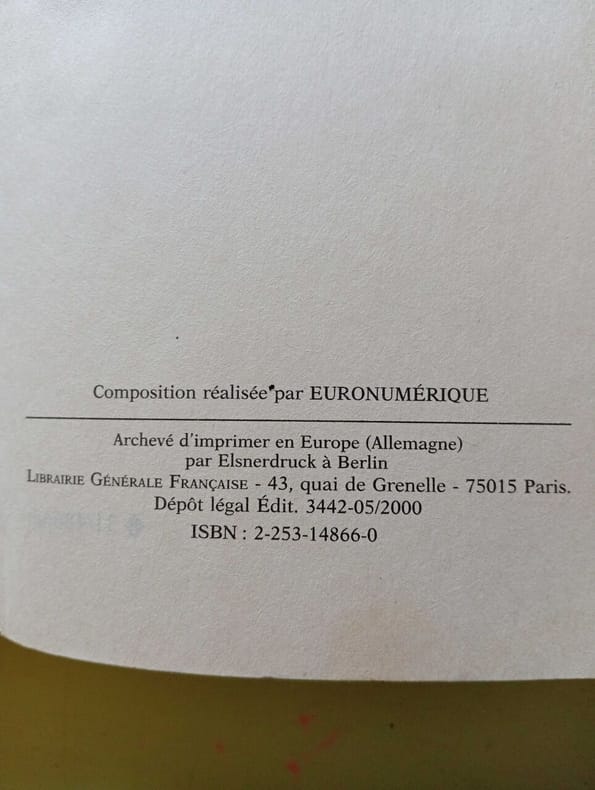 Composition réalisée par EURONUMÉRIQUE
Archevé d'imprimer en Europe (Allemagne)
par Elsnerdruck à Berlin
LIBRAIRIE GÉNÉRALE FRANÇAISE - 43, quai de Grenelle - 75015 Paris.
Dépôt légal Édit. 3442-05/2000
ISBN : 2-253-14866-0